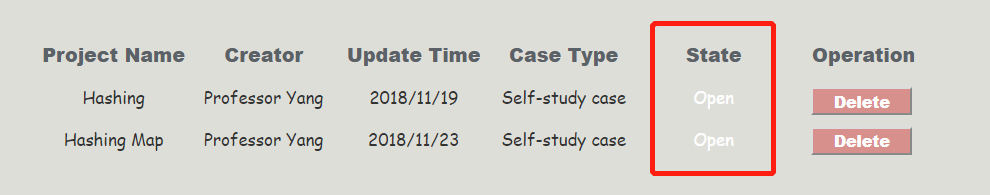 Project Name Creator Update Time Case Type State Operation
Hashing Professor Yang 2018/11/19 Self-study case Open Delete
Hashing Map Professor Yang 2018/11/23 Self-study case Open Delete